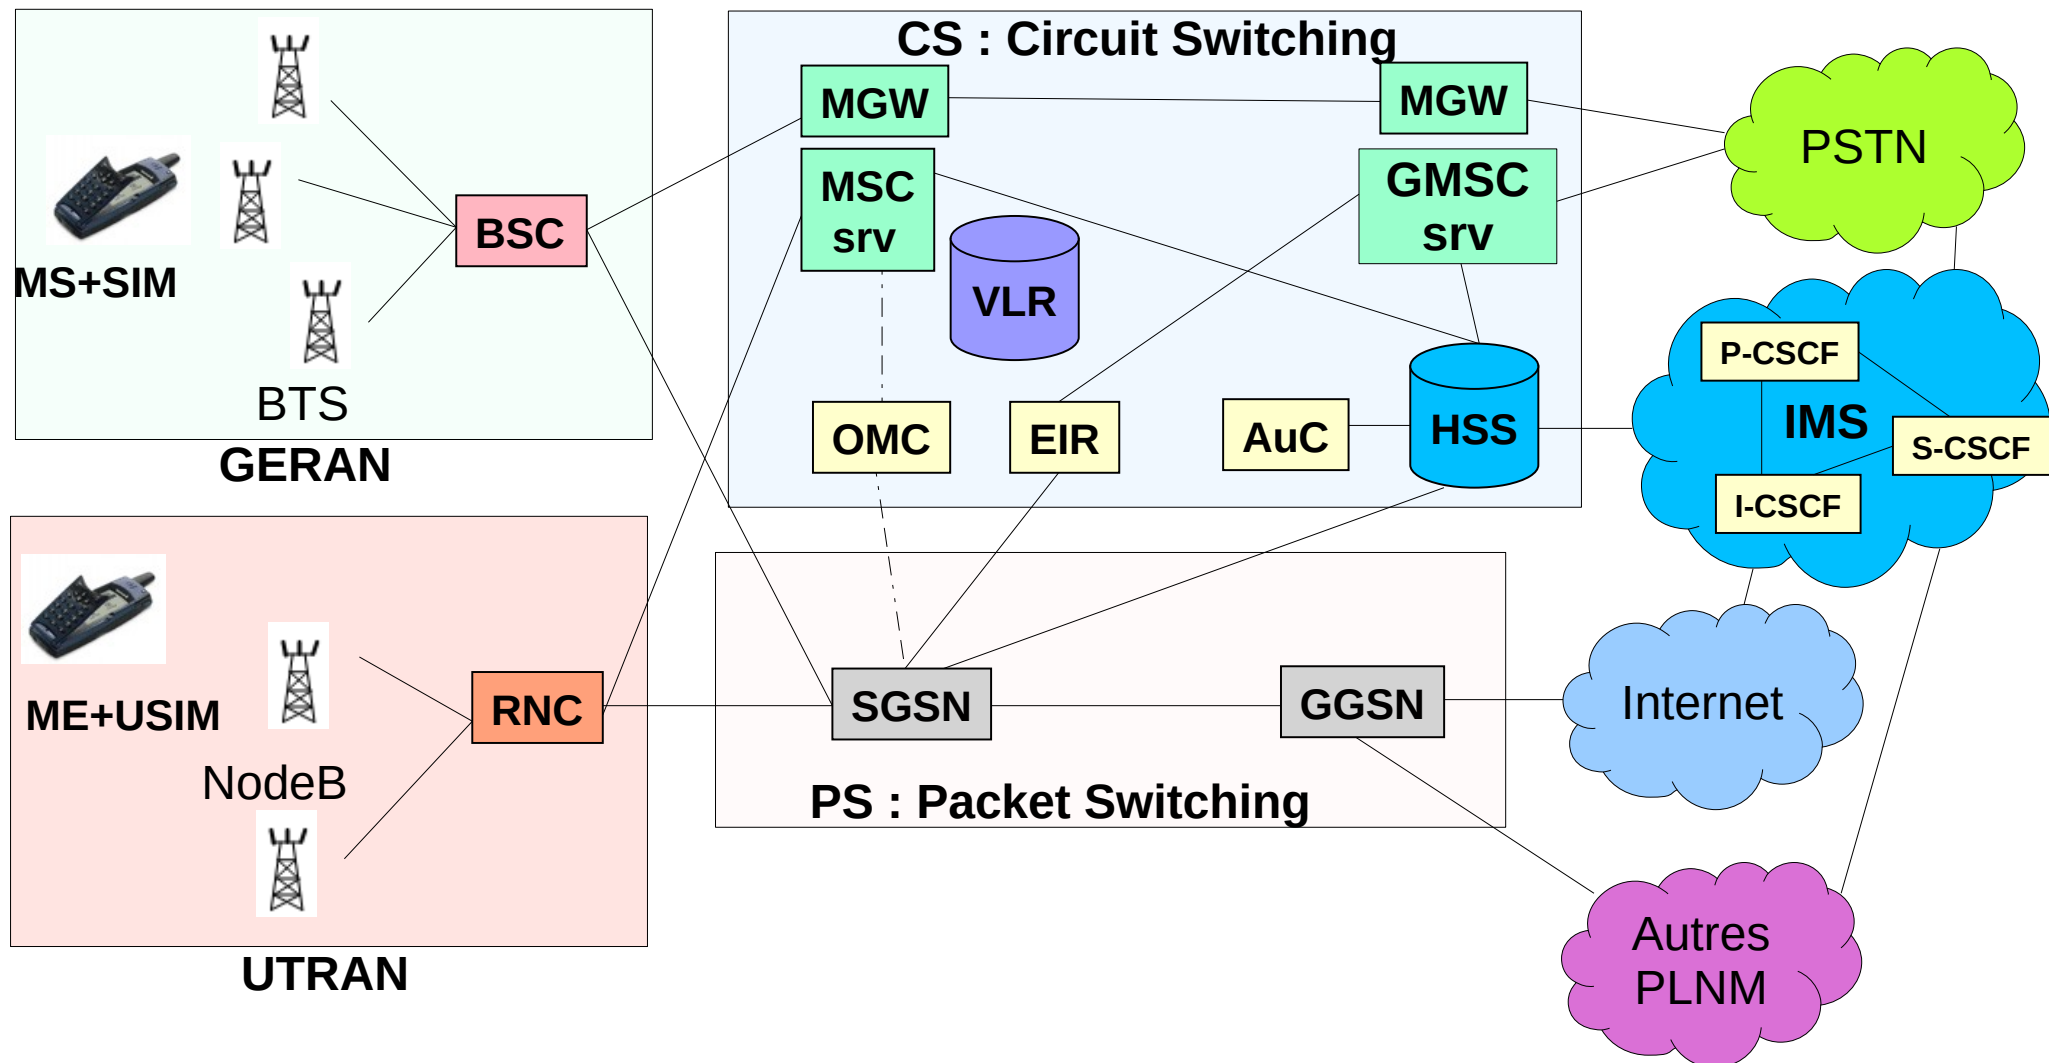 CS : Circuit Switching
MGW
MGW
PSTN
MSC
srv
GMSC
srv
BSC
VLR
MS+SIM
P-CSCF
BTS
IMS
OMC
EIR
AuC
HSS
S-CSCF
GERAN
I-CSCF
ME+USIM
RNC
SGSN
GGSN
Internet
NodeB
PS : Packet Switching
Autres
PLNM
UTRAN